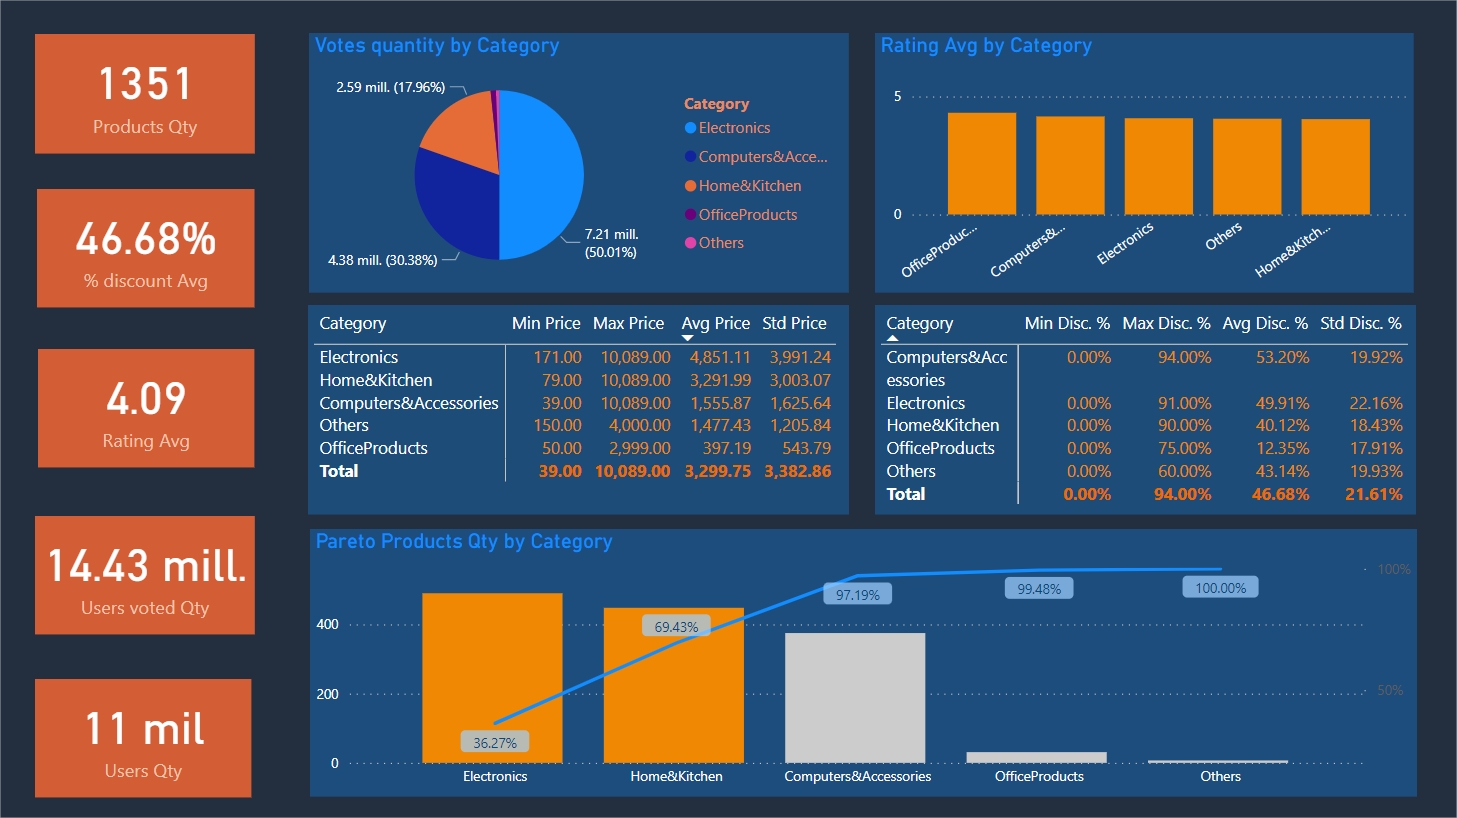 1351
Products Qty
46.68%
% discount Avg
4.09
Rating Avg
14.43 mill.
Users voted Qty
11 mil
Users Qty
Votes quantity by Category
2.59 mill. (17.96%)
7.21 mill.
(50.01%)
4.38 mill. (30.38%)
Category
Electronics
Computers&Acce...
Home&Kitchen
OfficeProducts
Others
Rating Avg by Category
5
0
OfficeProduc...
Computers&...
Electronics
Others
Home&Kitch...
Category Min Price Max Price Avg Price Std Price
Electronics 171.00 10,089.00 4,851.11 3,991.24
Home&Kitchen 79.00 10,089.00 3,291.99 3,003.07
Computers&Accessories 39.00 10,089.00 1,555.87 1,625.64
Others 150.00 4,000.00 1,477.43 1,205.84
OfficeProducts 50.00 2,999.00 397.19 543.79
Total 39.00 10,089.00 3,299.75 3,382.86
Category Min Disc. % Max Disc. % Avg Disc. % Std Disc. %
Computers&Acc 0.00% 94.00% 53.20% 19.92%
essories
Electronics 0.00% 91.00% 49.91% 22.16%
Home&Kitchen 0.00% 90.00% 40.12% 18.43%
OfficeProducts 0.00% 75.00% 12.35% 17.91%
Others 0.00% 60.00% 43.14% 19.93%
Total 0.00% 94.00% 46.68% 21.61%
Pareto Products Qty by Category
400
200
0
100%
50%
36.27%
69.43%
97.19%
99.48%
100.00%
Electronics
Home&Kitchen
Computers&Accessories
OfficeProducts
Others